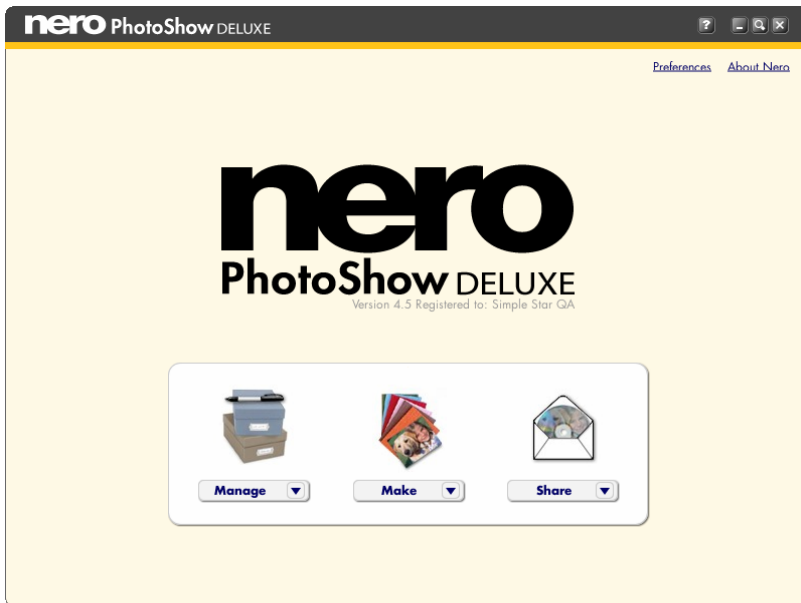 nero PhotoShow DELUXE
?
Preferences About Nero
nero
PhotoShow DELUXE
Version 4.5 Registered to: Simple Star QA
Manage Make Share